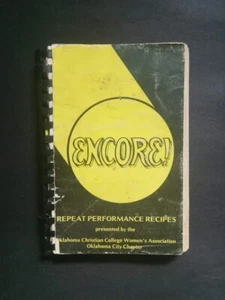 ENCORE!
REPEAT PERFORMANCE RECIPES
presented by the
Oklahoma Christian College Women's Association
Oklahoma City Chapter